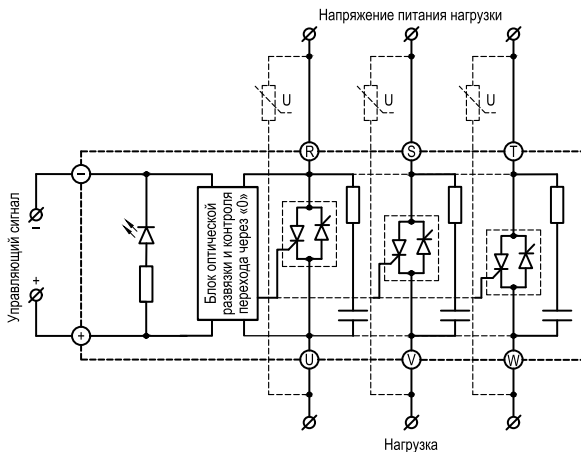 Напряжение питания нагрузки
U
U
U
R
S
T
−
Управляющий сигнал
−
+
Блок оптической
развязки и контроля
перехода через «0»
+
U
V
W
Нагрузка